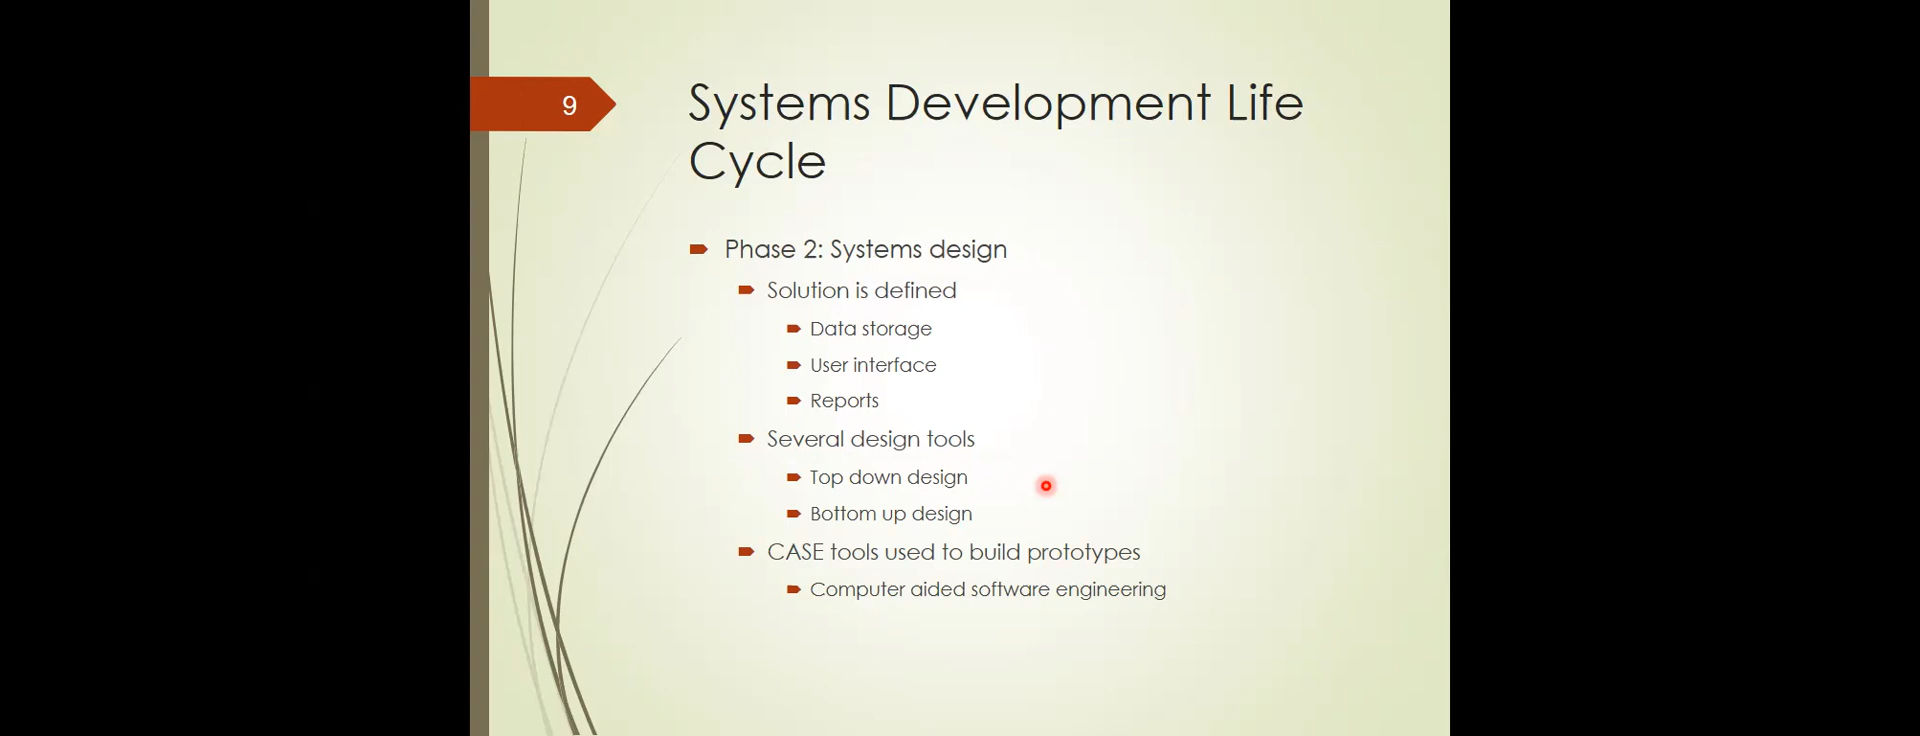 9
Systems Development Life
Cycle
Phase 2: Systems design
Solution is defined
Data storage
User interface
Reports
Several design tools
Top down design
Bottom up design
CASE tools used to build prototypes
Computer aided software engineering